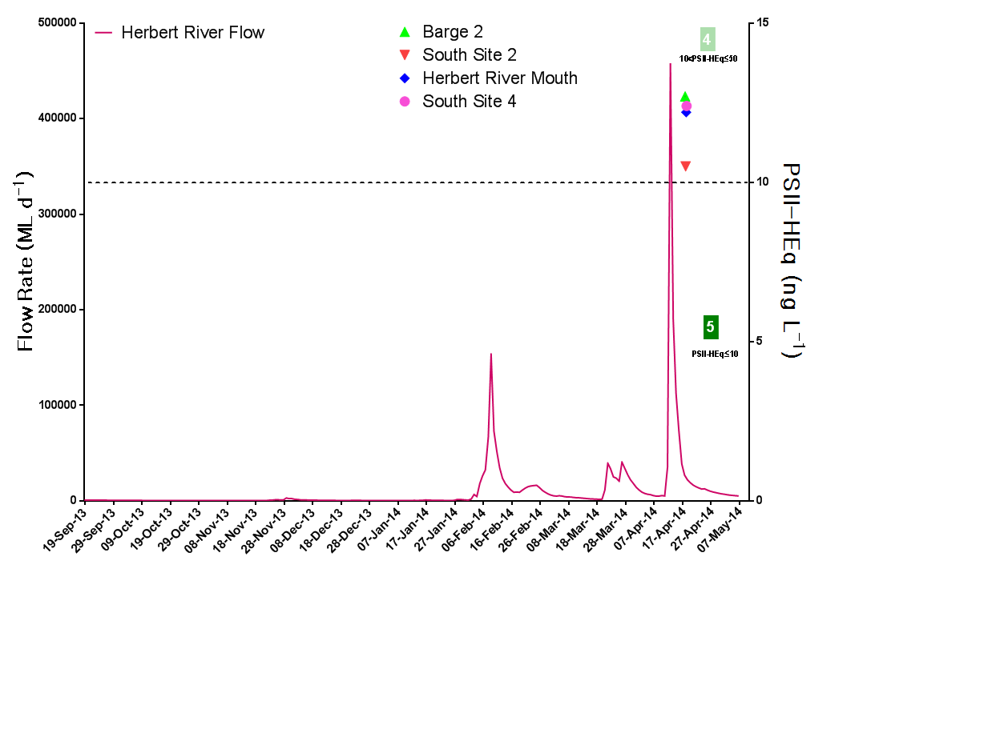 Herbert River Flow
Barge 2
South Site 2
Herbert River Mouth
South Site 4
4
10<PSII-HEq≤50
5
PSII-HEq≤10
Flow Rate (ML d⁻¹)
500000
400000
300000
200000
100000
0
PSII-HEq (ng L⁻¹)
15
10
5
0
19-Sep-13
29-Sep-13
09-Oct-13
19-Oct-13
29-Oct-13
08-Nov-13
18-Nov-13
28-Nov-13
08-Dec-13
18-Dec-13
28-Dec-13
07-Jan-14
17-Jan-14
27-Jan-14
06-Feb-14
16-Feb-14
26-Feb-14
08-Mar-14
18-Mar-14
28-Mar-14
07-Apr-14
17-Apr-14
27-Apr-14
07-May-14